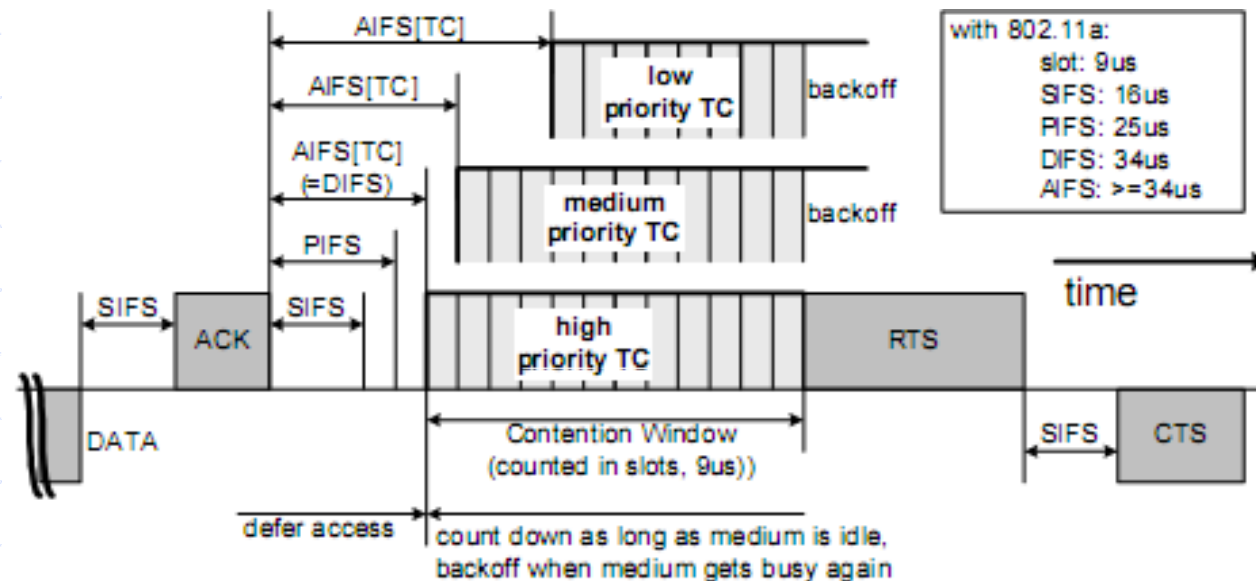 AIFS[TC]
AIFS[TC]
AIFS[TC]
(=DIFS)
PIFS
SIFS
ACK
SIFS
DATA
low
priority TC
backoff
medium
priority TC
backoff
high
priority TC
with 802.11a:
slot: 9us
SIFS: 16us
PIFS: 25us
DIFS: 34us
AIFS: >=34us
time
RTS
SIFS
CTS
Contention Window
(counted in slots, 9us))
defer access
count down as long as medium is idle,
backoff when medium gets busy again